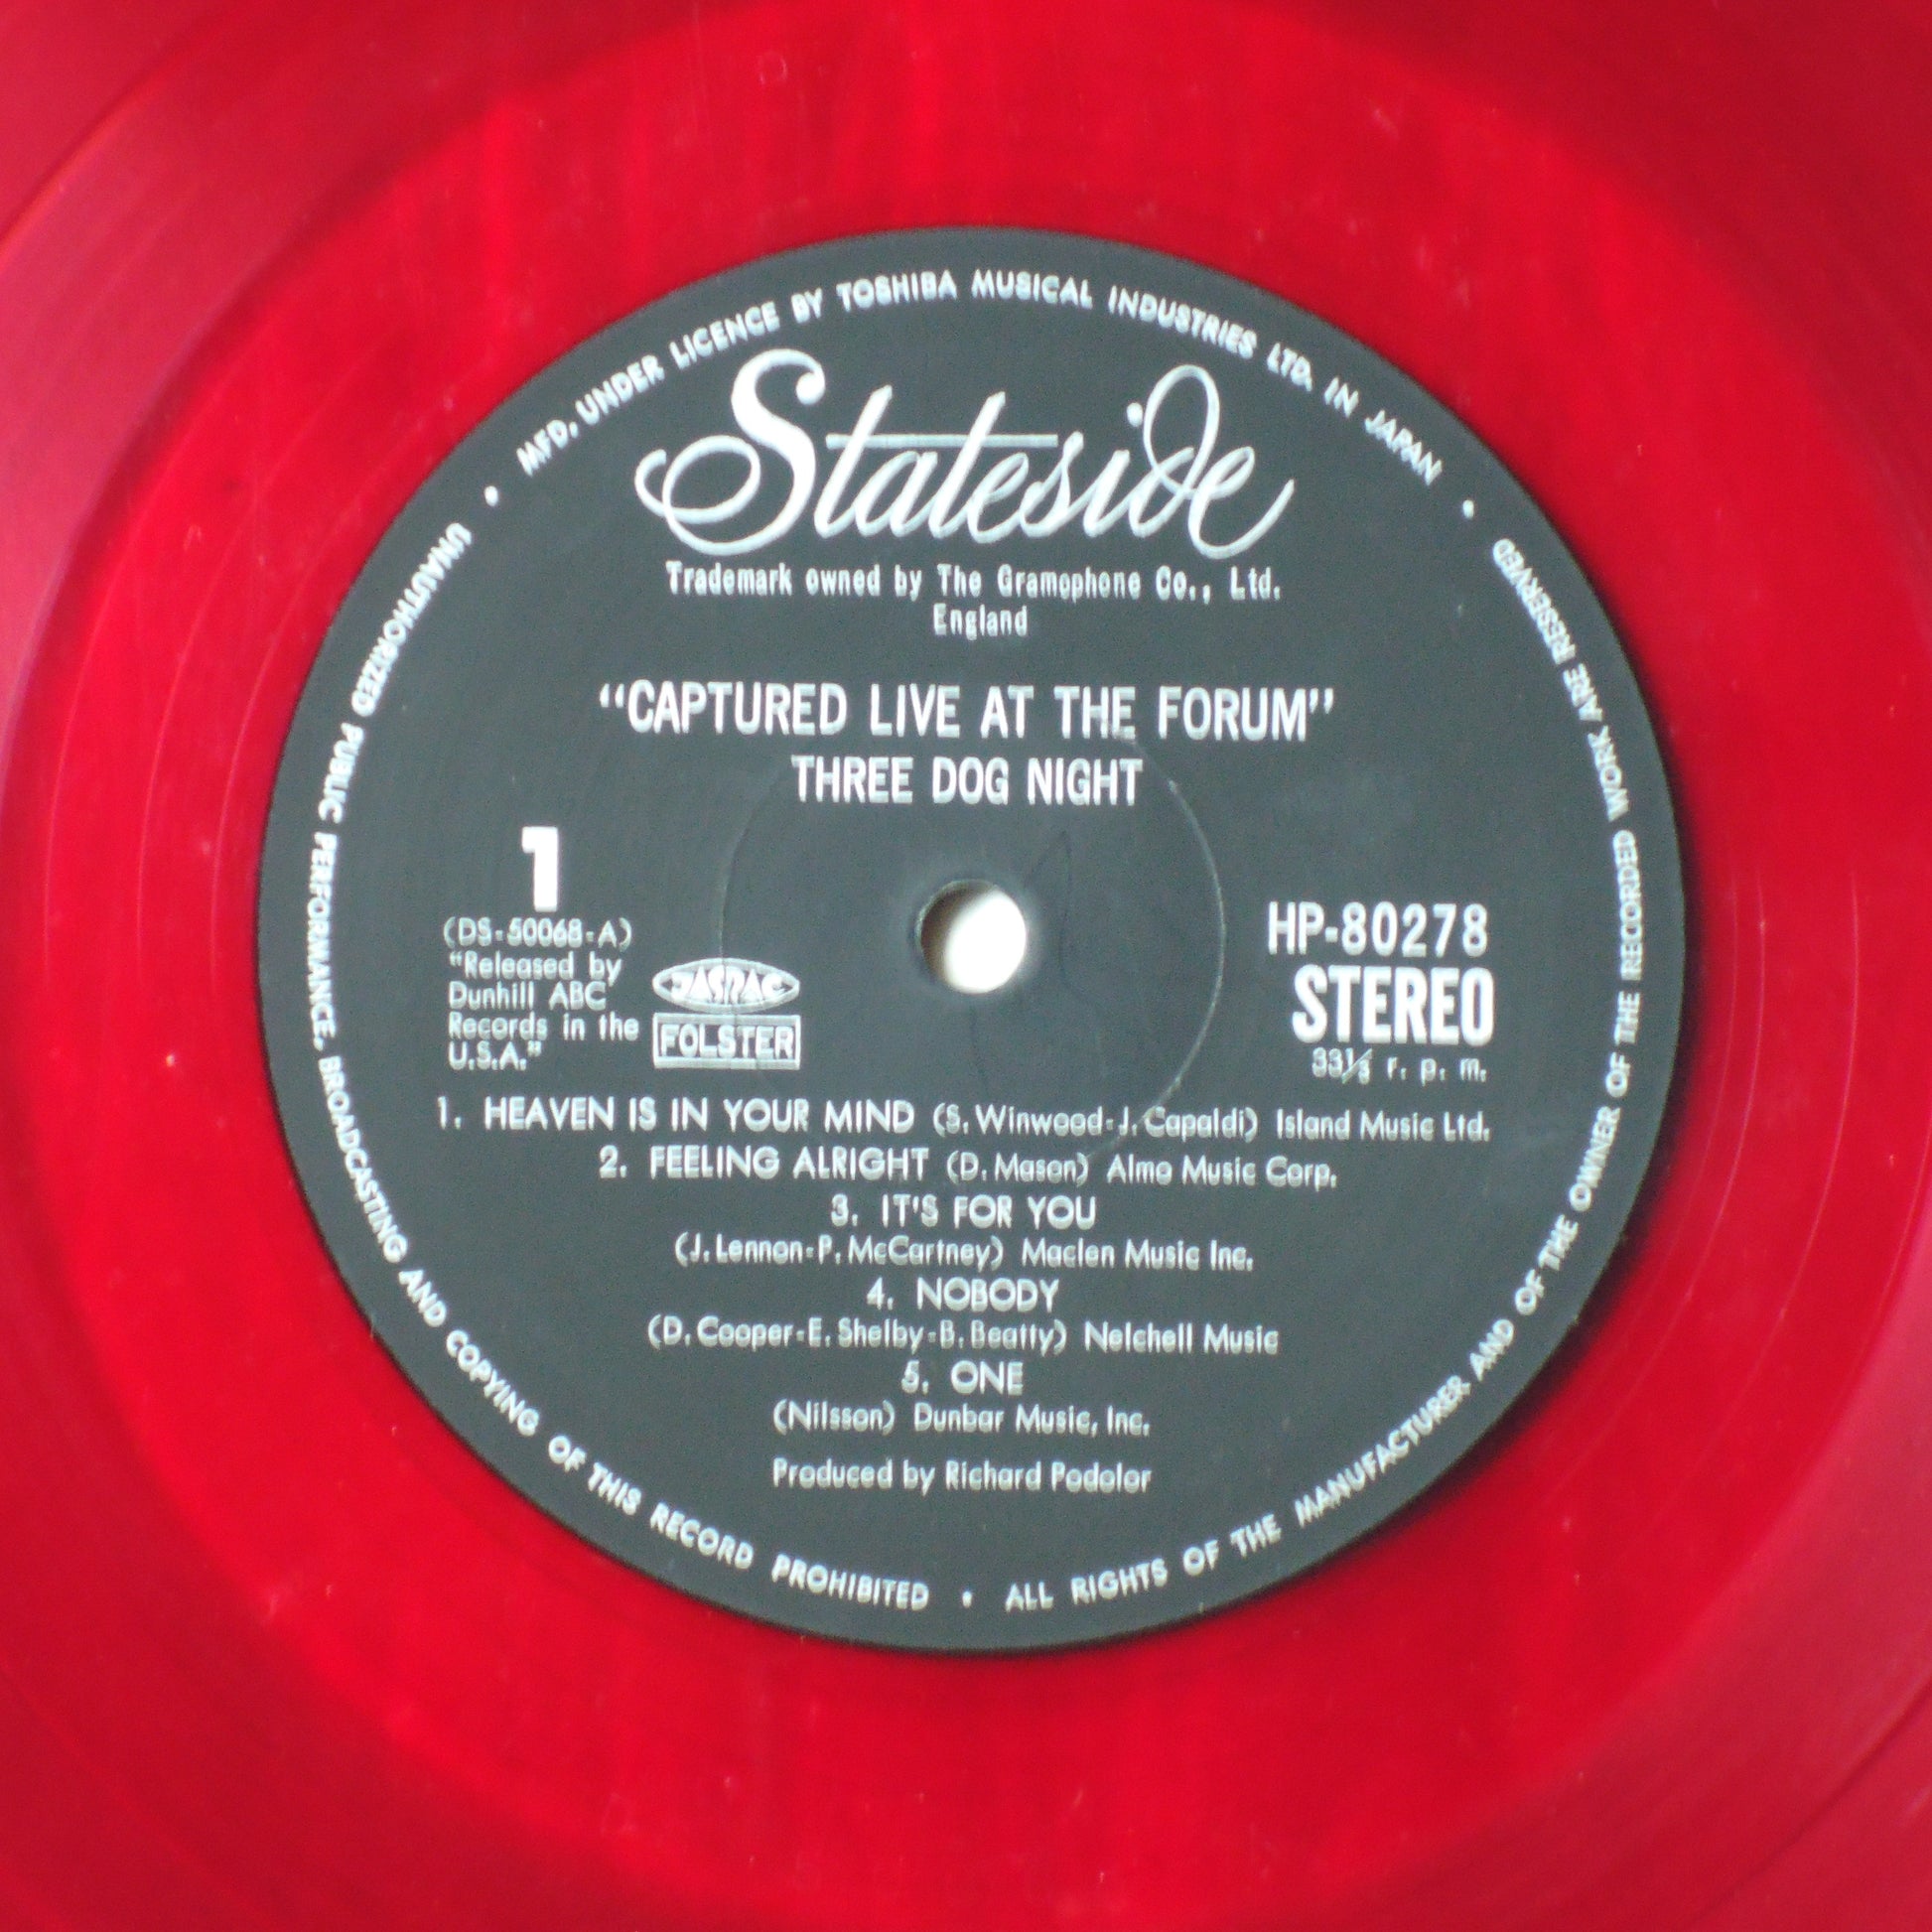 MFD. UNDER LICENCE BY TOSHIBA MUSICAL INDUSTRIES LTD. IN JAPAN •
Stateside
Trademark owned by The Gramophone Co., Ltd.
England
"CAPTURED LIVE AT THE FORUM"
THREE DOG NIGHT
1
(DS-50068-A)
"Released by
Dunhill ABC
Records in the
U.S.A."
JASRAC
FOLSTER
HP-80278
STEREO
33⅓ r. p. m.
1. HEAVEN IS IN YOUR MIND (S. Winwood-J. Capaldi) Island Music Ltd.
2. FEELING ALRIGHT (D. Mason) Almo Music Corp.
3. IT'S FOR YOU
(J. Lennon-P. McCartney) Maclen Music Inc.
4. NOBODY
(D. Cooper-E. Shelby-B. Beatty) Nelchell Music
5. ONE
(Nilsson) Dunbar Music, Inc.
Produced by Richard Podolor
• UNAUTHORIZED PUBLIC PERFORMANCE, BROADCASTING AND COPYING OF THIS RECORD PROHIBITED • ALL RIGHTS OF THE MANUFACTURER AND OF THE OWNER OF THE RECORDED WORK ARE RESERVED